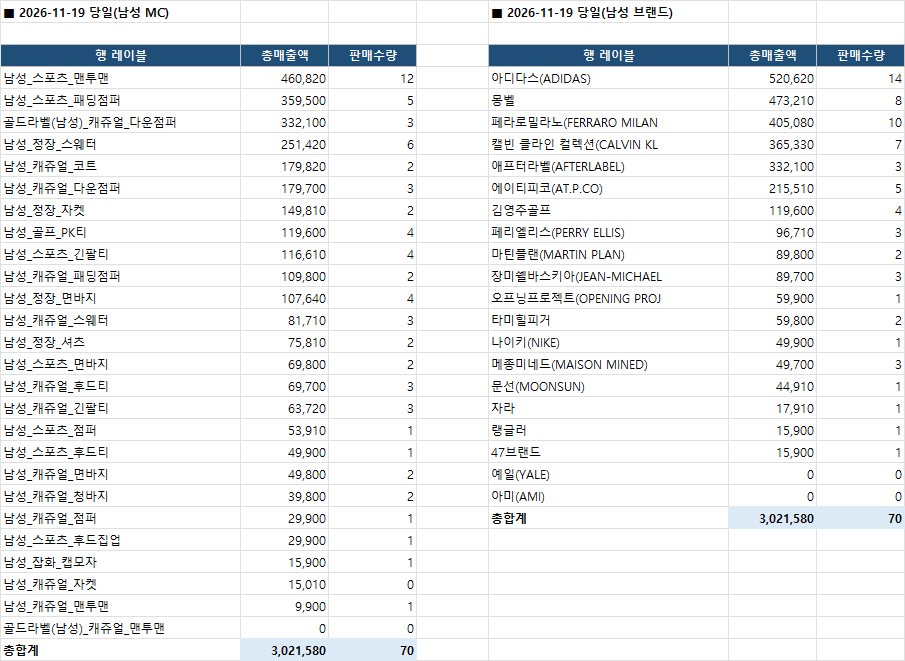 ■ 2026-11-19 당일(남성 MC)
행 레이블 총매출액 판매수량
남성_스포츠_맨투맨 460,820 12
남성_스포츠_패딩점퍼 359,500 5
골드라벨(남성)_캐쥬얼_다운점퍼 332,100 3
남성_정장_스웨터 251,420 6
남성_캐쥬얼_코트 179,820 2
남성_캐쥬얼_다운점퍼 179,700 3
남성_정장_자켓 149,810 2
남성_골프_PK티 119,600 4
남성_스포츠_긴팔티 116,610 4
남성_캐쥬얼_패딩점퍼 109,800 2
남성_정장_면바지 107,640 4
남성_캐쥬얼_스웨터 81,710 3
남성_정장_셔츠 75,810 2
남성_스포츠_면바지 69,800 2
남성_캐쥬얼_후드티 69,700 3
남성_캐쥬얼_긴팔티 63,720 3
남성_스포츠_점퍼 53,910 1
남성_스포츠_후드티 49,900 1
남성_캐쥬얼_면바지 49,800 2
남성_캐쥬얼_청바지 39,800 2
남성_캐쥬얼_점퍼 29,900 1
남성_스포츠_후드집업 29,900 1
남성_잡화_캡모자 15,900 1
남성_캐쥬얼_자켓 15,010 0
남성_캐쥬얼_맨투맨 9,900 1
골드라벨(남성)_캐쥬얼_맨투맨 0 0
총합계 3,021,580 70
■ 2026-11-19 당일(남성 브랜드)
행 레이블 총매출액 판매수량
아디다스(ADIDAS) 520,620 14
몽벨 473,210 8
페라로밀라노(FERRARO MILAN 405,080 10
캘빈 클라인 컬렉션(CALVIN KL 365,330 7
애프터라벨(AFTERLABEL) 332,100 3
에이티피코(AT.P.CO) 215,510 5
김영주골프 119,600 4
페리엘리스(PERRY ELLIS) 96,710 3
마틴플랜(MARTIN PLAN) 89,800 2
장미쉘바스키아(JEAN-MICHAEL 89,700 3
오프닝프로젝트(OPENING PROJ 59,900 1
타미힐피거 59,800 2
나이키(NIKE) 49,900 1
메종미네드(MAISON MINED) 49,700 3
문선(MOONSUN) 44,910 1
자라 17,910 1
랭글러 15,900 1
47브랜드 15,900 1
예일(YALE) 0 0
아미(AMI) 0 0
총합계 3,021,580 70